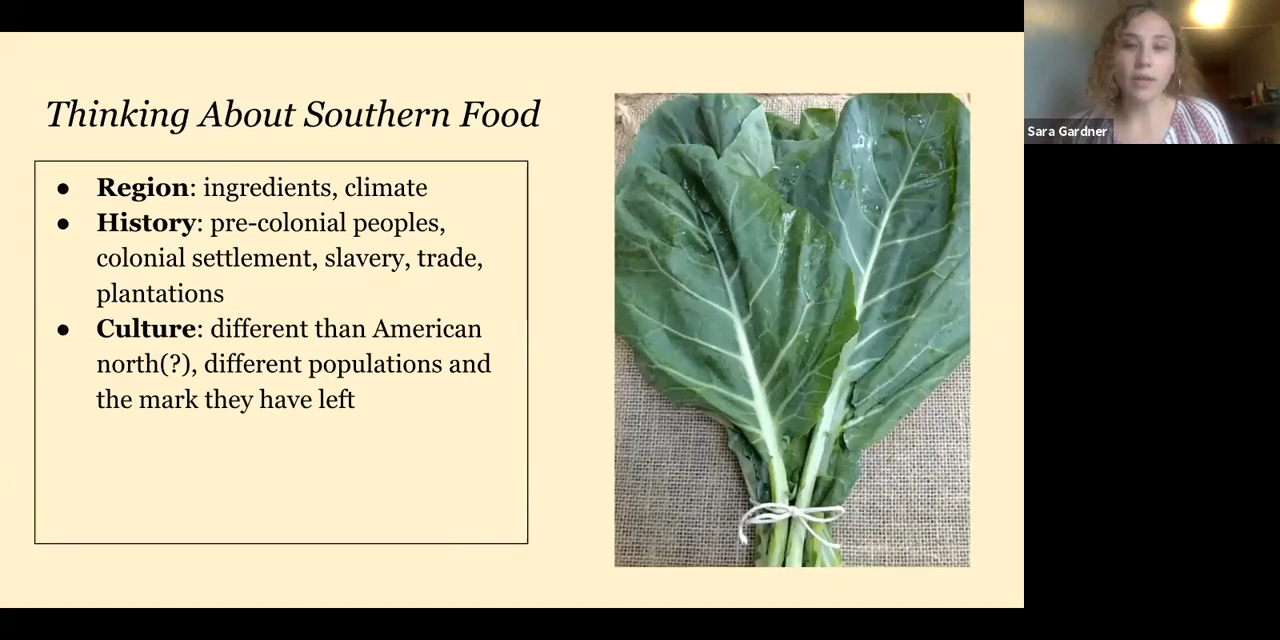 Thinking About Southern Food
● Region: ingredients, climate
● History: pre-colonial peoples,
colonial settlement, slavery, trade,
plantations
● Culture: different than American
north(?), different populations and
the mark they have left
Sara Gardner